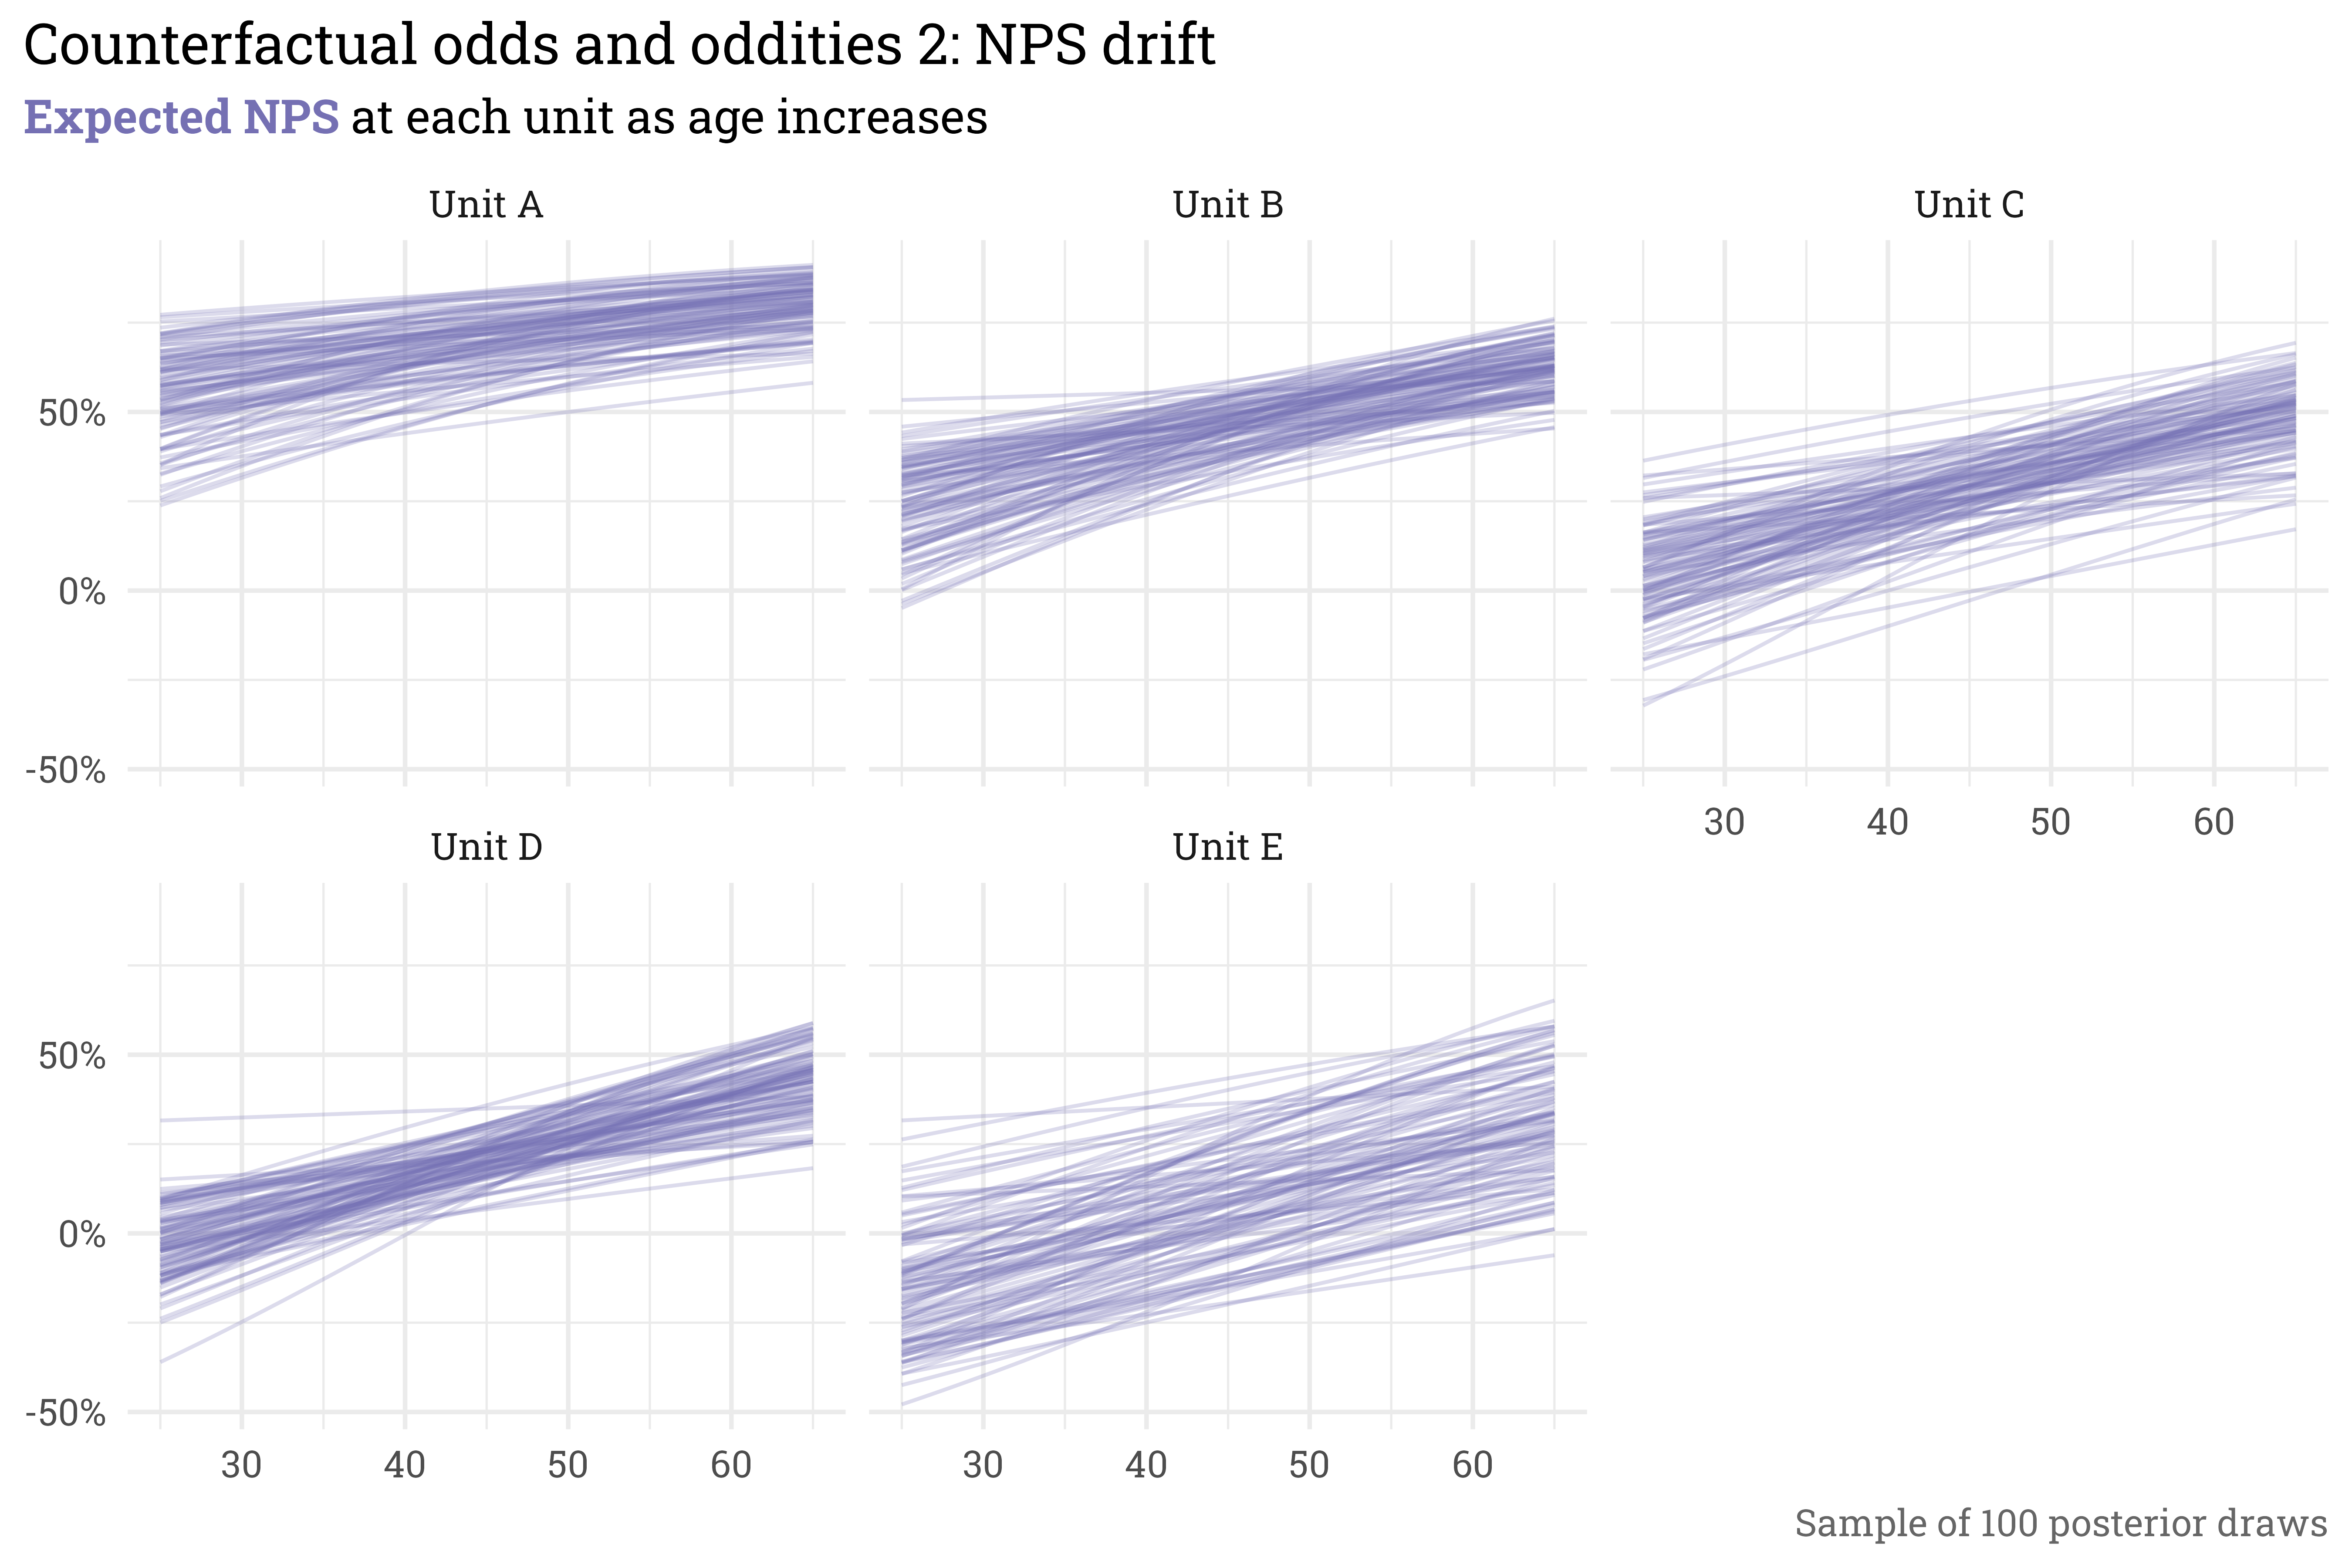 Counterfactual odds and oddities 2: NPS drift
Expected NPS at each unit as age increases
Unit A
Unit B
Unit C
50%
0%
-50%
30 40 50 60
Unit D
Unit E
50%
0%
-50%
30 40 50 60
30 40 50 60
Sample of 100 posterior draws